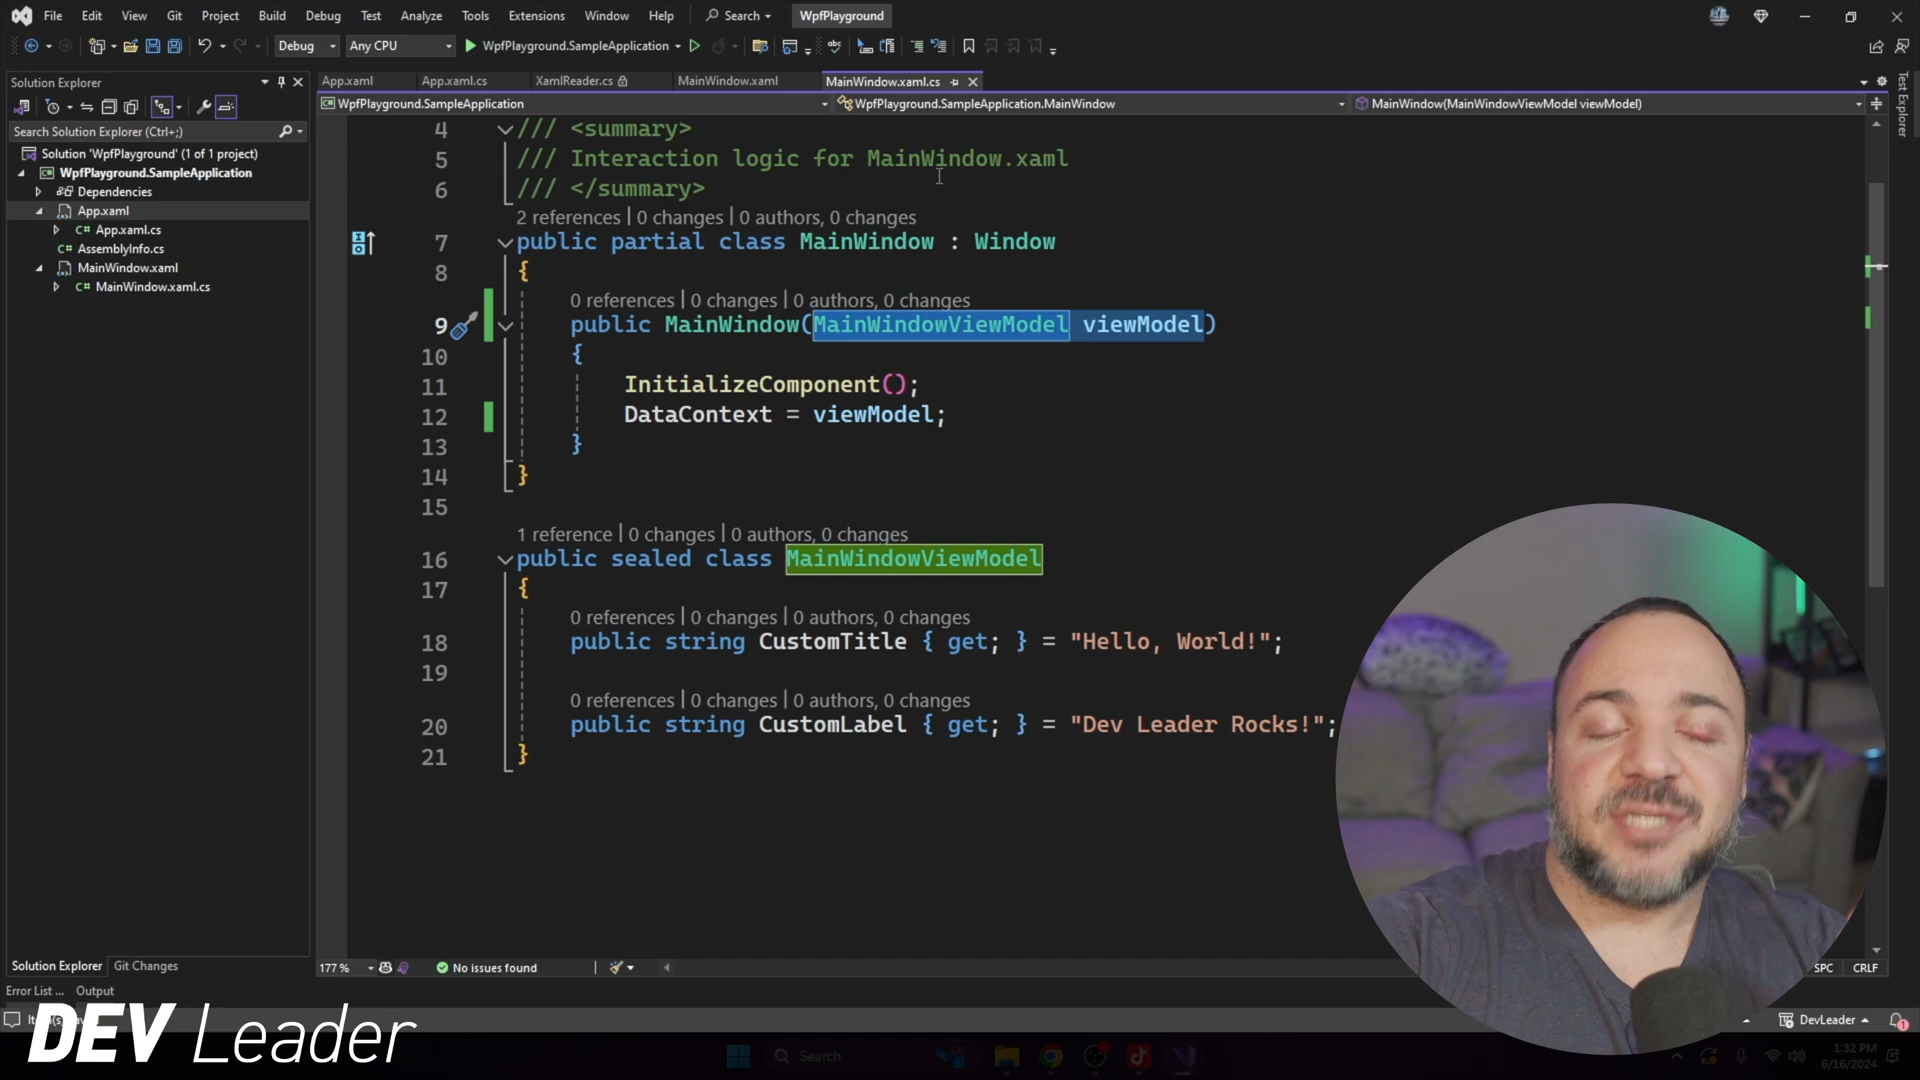 File Edit View Git Project Build Debug Test Analyze Tools Extensions Window Help Search WpfPlayground
Debug Any CPU WpfPlayground.SampleApplication
Solution Explorer
App.xaml App.xaml.cs XamlReader.cs MainWindow.xaml MainWindow.xaml.cs
WpfPlayground.SampleApplication WpfPlayground.SampleApplication.MainWindow MainWindow(MainWindowViewModel viewModel)
Test Explorer
Search Solution Explorer (Ctrl+;)
Solution 'WpfPlayground' (1 of 1 project)
WpfPlayground.SampleApplication
Dependencies
App.xaml
C# App.xaml.cs
C# AssemblyInfo.cs
MainWindow.xaml
C# MainWindow.xaml.cs
4 /// <summary>
5 /// Interaction logic for MainWindow.xaml
6 /// </summary>
2 references | 0 changes | 0 authors, 0 changes
7 public partial class MainWindow : Window
8 {
0 references | 0 changes | 0 authors, 0 changes
9 public MainWindow(MainWindowViewModel viewModel)
10 {
11 InitializeComponent();
12 DataContext = viewModel;
13 }
14 }
15
1 reference | 0 changes | 0 authors, 0 changes
16 public sealed class MainWindowViewModel
17 {
0 references | 0 changes | 0 authors, 0 changes
18 public string CustomTitle { get; } = "Hello, World!";
19
0 references | 0 changes | 0 authors, 0 changes
20 public string CustomLabel { get; } = "Dev Leader Rocks!";
21 }
Solution Explorer Git Changes
177 % No issues found SPC CRLF
Error List ... Output
DevLeader
DEV Leader
Search
1:32 PM
6/16/2024